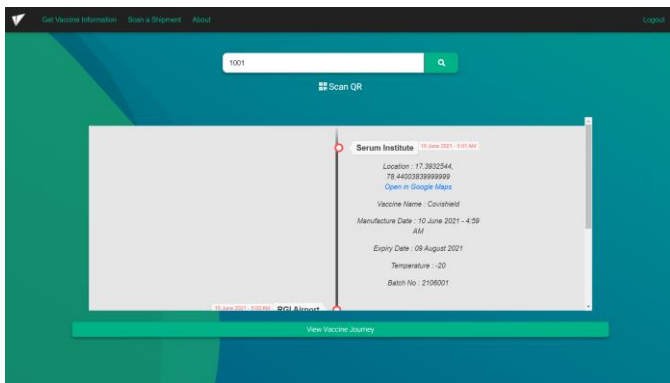 Get Vaccine Information Scan a Shipment About Logout
1001
Scan QR
Serum Institute 10 June 2021 - 5:01 AM
Location : 17.3932544,
78.44003839999999
Open in Google Maps
Vaccine Name : Covishield
Manufacture Date : 10 June 2021 - 4:59
AM
Expiry Date : 09 August 2021
Temperature : -20
Batch No : 2106001
10 June 2021 - 5:02 AM RGI Airport
View Vaccine Journey